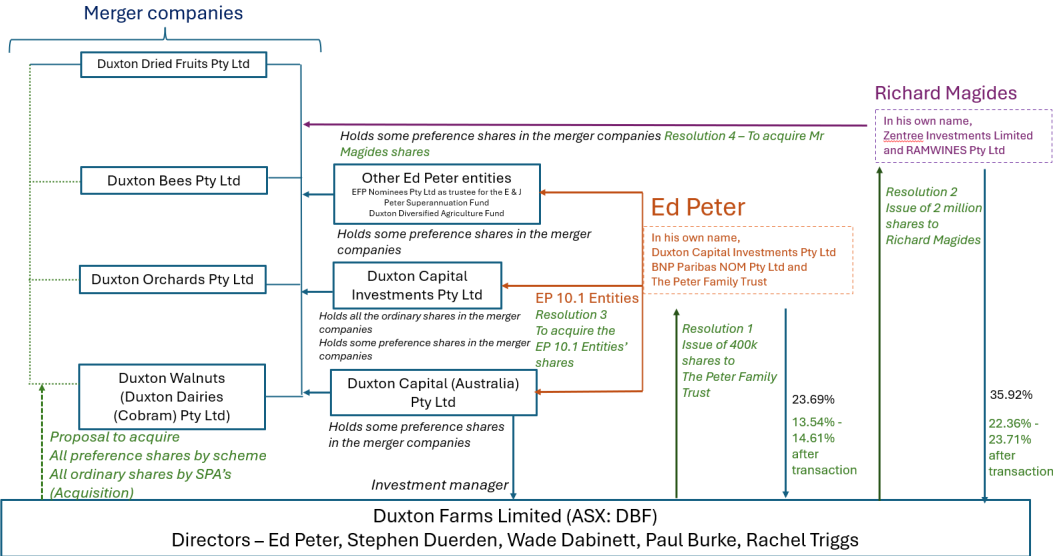 Merger companies
Duxton Dried Fruits Pty Ltd
Richard Magides
In his own name,
Zentree Investments Limited
and RAMWINES Pty Ltd
Holds some preference shares in the merger companies Resolution 4 – To acquire Mr
Magides shares
Duxton Bees Pty Ltd
Other Ed Peter entities
EFP Nominees Pty Ltd as trustee for the E & J
Peter Superannuation Fund
Duxton Diversified Agriculture Fund
Holds some preference shares in the merger
companies
Ed Peter
In his own name,
Duxton Capital Investments Pty Ltd
BNP Paribas NOM Pty Ltd and
The Peter Family Trust
Resolution 2
Issue of 2 million
shares to
Richard Magides
Duxton Orchards Pty Ltd
Duxton Capital
Investments Pty Ltd
Holds all the ordinary shares in the merger
companies
Holds some preference shares in the merger
companies
EP 10.1 Entities
Resolution 3
To acquire the
EP 10.1 Entities’
shares
Resolution 1
Issue of 400k
shares to
The Peter Family
Trust
Duxton Walnuts
(Duxton Dairies
(Cobram) Pty Ltd)
Duxton Capital (Australia)
Pty Ltd
Holds some preference shares
in the merger companies
23.69%
13.54% -
14.61%
after
transaction
35.92%
22.36% -
23.71%
after
transaction
Proposal to acquire
All preference shares by scheme
All ordinary shares by SPA’s
(Acquisition)
Investment manager
Duxton Farms Limited (ASX: DBF)
Directors – Ed Peter, Stephen Duerden, Wade Dabinett, Paul Burke, Rachel Triggs